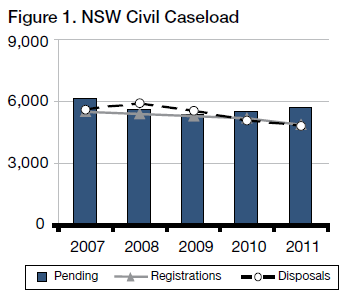 Figure 1. NSW Civil Caseload
9,000
6,000
3,000
0
2007 2008 2009 2010 2011
Pending Registrations Disposals